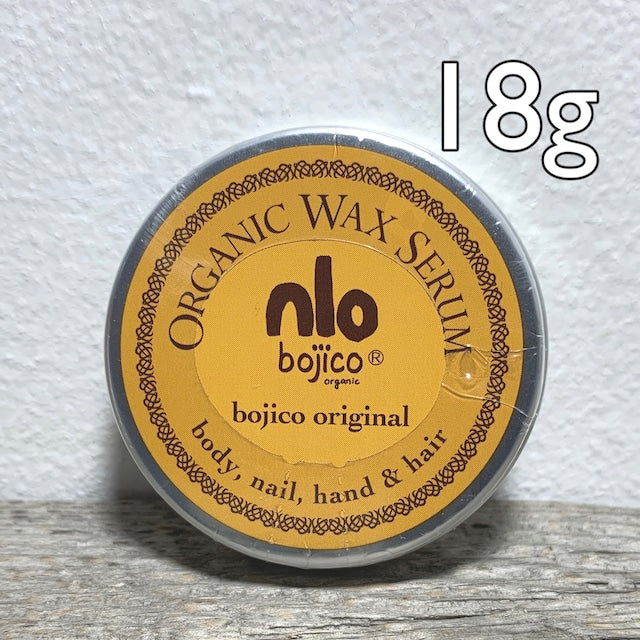 18g
ORGANIC WAX SERUM
nlo
bojico®
organic
bojico original
body, nail, hand & hair